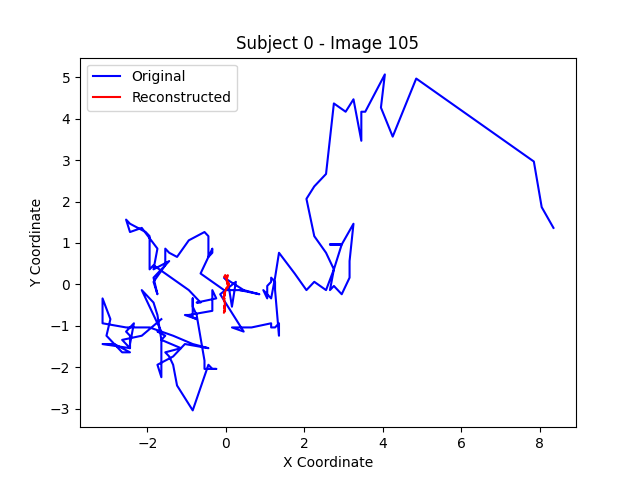 Subject 0 - Image 105
Original
Reconstructed
Y Coordinate
5
4
3
2
1
0
−1
−2
−3
−2 0 2 4 6 8
X Coordinate